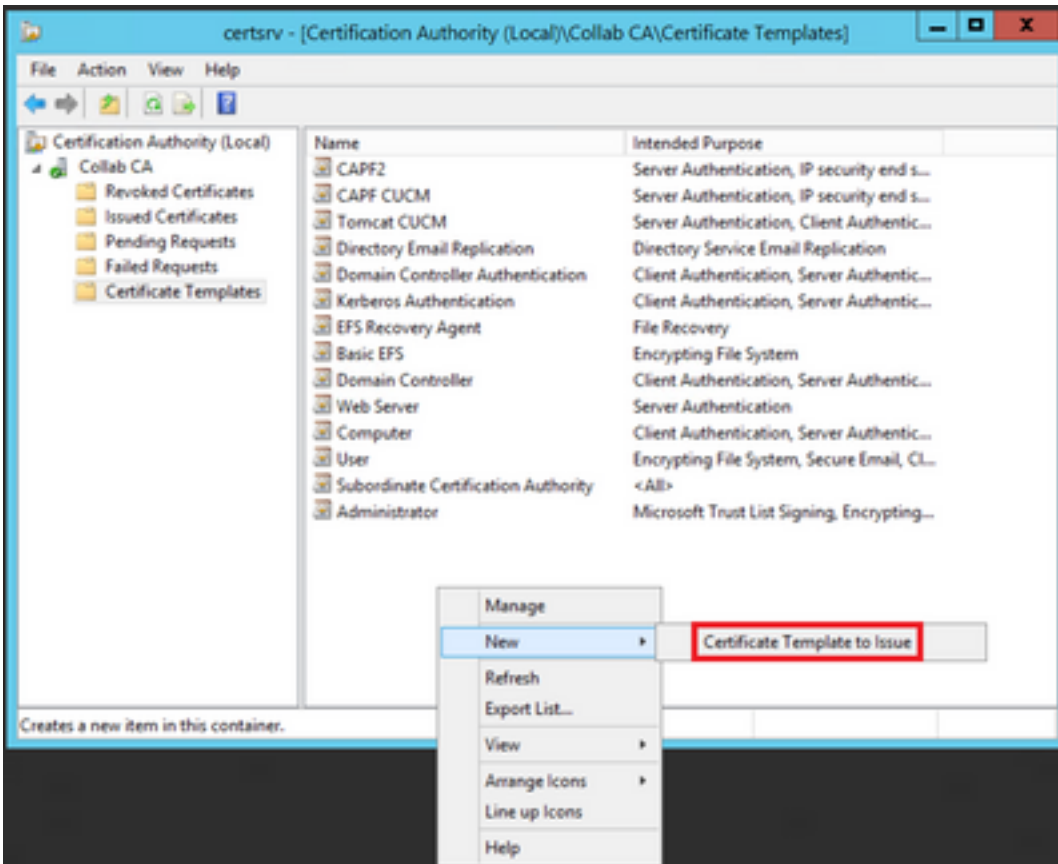 certsrv - [Certification Authority (Local)\Collab CA\Certificate Templates]
File Action View Help
Certification Authority (Local)
Collab CA
Revoked Certificates
Issued Certificates
Pending Requests
Failed Requests
Certificate Templates
Name Intended Purpose
CAPF2 Server Authentication, IP security end s...
CAPF CUCM Server Authentication, IP security end s...
Tomcat CUCM Server Authentication, Client Authentic...
Directory Email Replication Directory Service Email Replication
Domain Controller Authentication Client Authentication, Server Authentic...
Kerberos Authentication Client Authentication, Server Authentic...
EFS Recovery Agent File Recovery
Basic EFS Encrypting File System
Domain Controller Client Authentication, Server Authentic...
Web Server Server Authentication
Computer Client Authentication, Server Authentic...
User Encrypting File System, Secure Email, Cl...
Subordinate Certification Authority <All>
Administrator Microsoft Trust List Signing, Encrypting...
Manage
New Certificate Template to Issue
Refresh
Export List...
View
Arrange Icons
Line up Icons
Help
Creates a new item in this container.